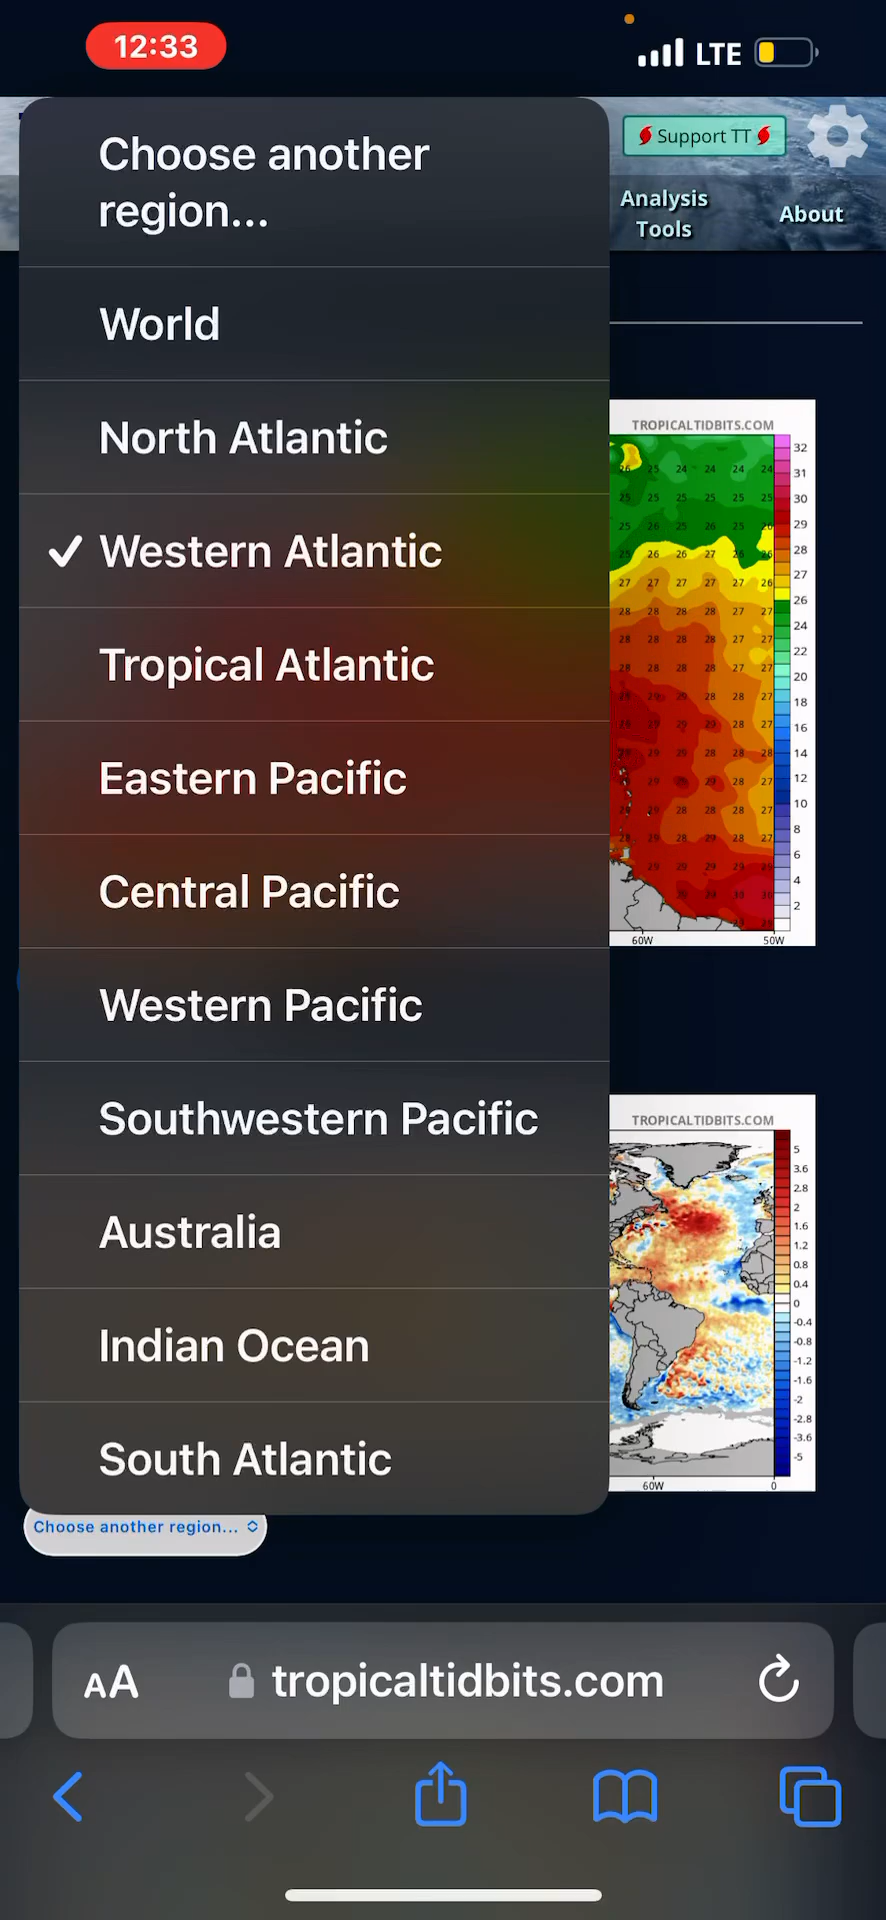 12:33
LTE
Support TT
Analysis
Tools
About
Choose another
region...
World
North Atlantic
Western Atlantic
Tropical Atlantic
Eastern Pacific
Central Pacific
Western Pacific
Southwestern Pacific
Australia
Indian Ocean
South Atlantic
TROPICALTIDBITS.COM
32
31
30
29
28
27
26
24
22
20
18
16
14
12
10
8
6
4
2
60W 50W
TROPICALTIDBITS.COM
5
3.6
2.8
2
1.6
1.2
0.8
0.4
0
-0.4
-0.8
-1.2
-1.6
-2
-2.8
-3.6
-5
60W 0
Choose another region...
AA tropicaltidbits.com